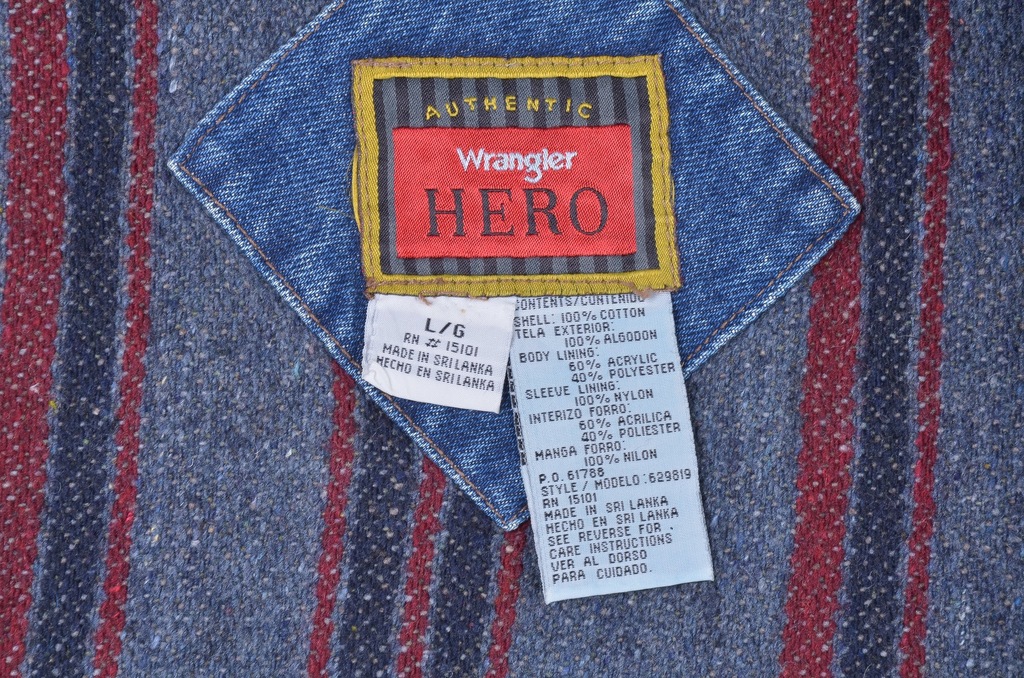 AUTHENTIC
Wrangler
HERO
L/G
RN # 15101
MADE IN SRI LANKA
HECHO EN SRI LANKA
CONTENTS/CONTENIDO
SHELL: 100% COTTON
TELA EXTERIOR:
100% ALGODON
BODY LINING:
60% ACRYLIC
40% POLYESTER
SLEEVE LINING:
100% NYLON
INTERIZO FORRO:
60% ACRILICA
40% POLIESTER
MANGA FORRO:
100% NILON
P.O. 61786
STYLE / MODELO: 629819
RN 15101
MADE IN SRI LANKA
HECHO EN SRI LANKA
SEE REVERSE FOR .
CARE INSTRUCTIONS
VER AL DORSO
PARA CUIDADO.